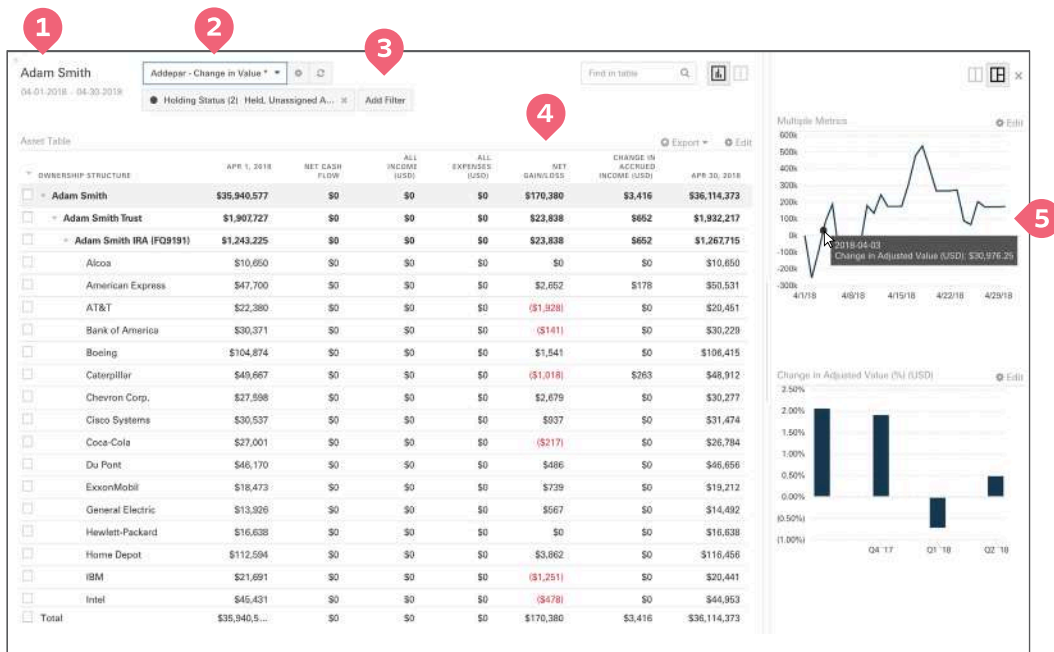 1
2
3
Adam Smith
04-01-2018 - 04-30-2018
Addepar - Change in Value *
Holding Status (2) Held, Unassigned A...
Add Filter
Find in table
Asset Table
Export
Edit
4
OWNERSHIP STRUCTURE APR 1, 2018 NET CASH FLOW ALL INCOME (USD) ALL EXPENSES (USD) NET GAIN/LOSS CHANGE IN ACCRUED INCOME (USD) APR 30, 2018
Adam Smith $35,940,577 $0 $0 $0 $170,380 $3,416 $36,114,373
Adam Smith Trust $1,907,727 $0 $0 $0 $23,838 $652 $1,932,217
Adam Smith IRA (FQ9191) $1,243,225 $0 $0 $0 $23,838 $652 $1,267,715
Alcoa $10,650 $0 $0 $0 $0 $0 $10,650
American Express $47,700 $0 $0 $0 $2,652 $178 $50,531
AT&T $22,380 $0 $0 $0 ($1,928) $0 $20,451
Bank of America $30,371 $0 $0 $0 ($141) $0 $30,229
Boeing $104,874 $0 $0 $0 $1,541 $0 $106,415
Caterpillar $49,667 $0 $0 $0 ($1,018) $263 $48,912
Chevron Corp. $27,598 $0 $0 $0 $2,679 $0 $30,277
Cisco Systems $30,537 $0 $0 $0 $937 $0 $31,474
Coca-Cola $27,001 $0 $0 $0 ($217) $0 $26,784
Du Pont $46,170 $0 $0 $0 $486 $0 $46,656
ExxonMobil $18,473 $0 $0 $0 $739 $0 $19,212
General Electric $13,926 $0 $0 $0 $567 $0 $14,492
Hewlett-Packard $16,638 $0 $0 $0 $0 $0 $16,638
Home Depot $112,594 $0 $0 $0 $3,862 $0 $116,456
IBM $21,691 $0 $0 $0 ($1,251) $0 $20,441
Intel $45,431 $0 $0 $0 ($478) $0 $44,953
Total $35,940,5... $0 $0 $0 $170,380 $3,416 $36,114,373
Multiple Metrics
Edit
600k
500k
400k
300k
200k
100k
0k
-100k
-200k
-300k
4/1/18 4/8/18 4/15/18 4/22/18 4/29/18
2018-04-03
Change in Adjusted Value (USD): $30,976.25
5
Change in Adjusted Value (%) (USD)
Edit
2.50%
2.00%
1.50%
1.00%
0.50%
0.00%
(0.50%)
(1.00%)
Q4 '17 Q1 '18 Q2 '18